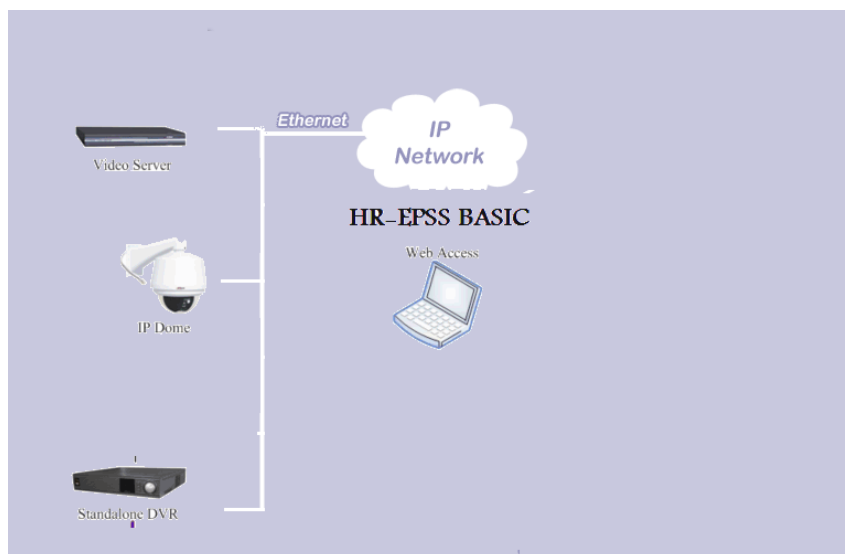 Ethernet
IP
Network
Video Server
HR-EPSS BASIC
Web Access
IP Dome
Standalone DVR